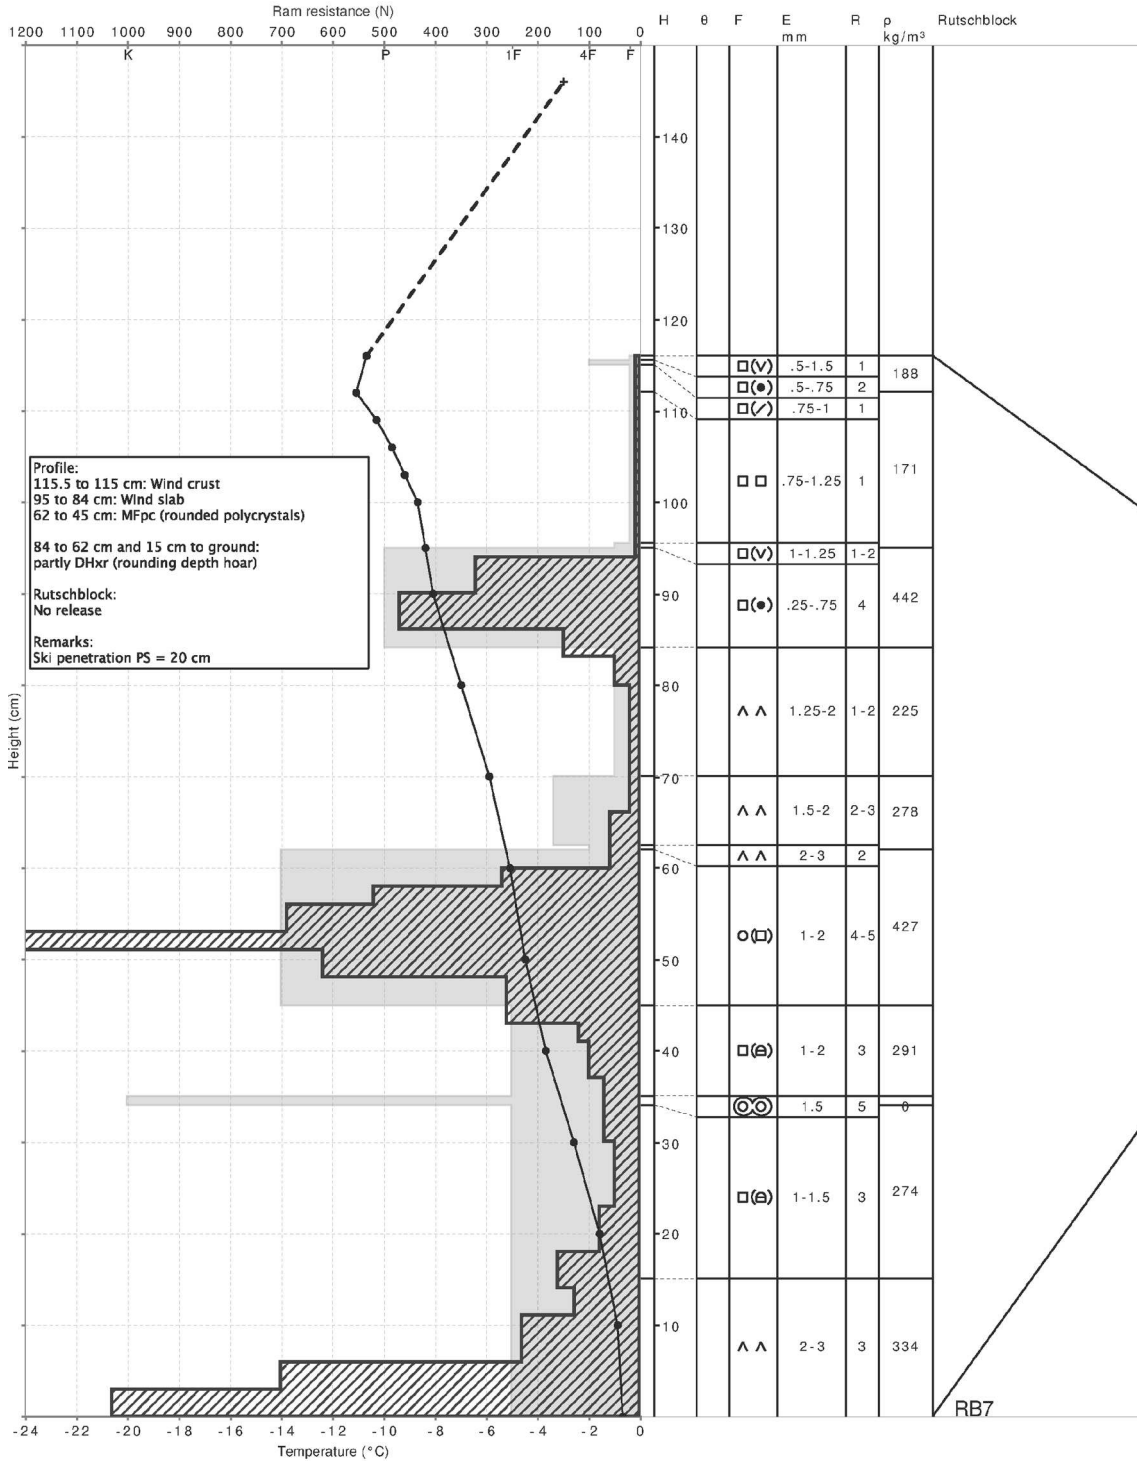 Ram resistance (N)
H θ F E R ρ Rutschblock
1200 1100 1000 900 800 700 600 500 400 300 200 100 0
mm kg/m³
K P 1F 4F F
140
130
120
□(∨) .5-1.5 1
188
□(●) .5-.75 2
□(/) .75-1 1
110
171
□ □ .75-1.25 1
100
□(∨) 1-1.25 1-2
90
□(●) .25-.75 4 442
80
∧ ∧ 1.25-2 1-2 225
70
∧ ∧ 1.5-2 2-3 278
∧ ∧ 2-3 2
60
427
1-2 4-5
50
40
1-2 3 291
1.5 5 0
30
1-1.5 3 274
20
10
∧ ∧ 2-3 3 334
RB7
Profile:
115.5 to 115 cm: Wind crust
95 to 84 cm: Wind slab
62 to 45 cm: MFpc (rounded polycrystals)
84 to 62 cm and 15 cm to ground:
partly DHxr (rounding depth hoar)
Rutschblock:
No release
Remarks:
Ski penetration PS = 20 cm
Height (cm)
-24 -22 -20 -18 -16 -14 -12 -10 -8 -6 -4 -2 0
Temperature (°C)